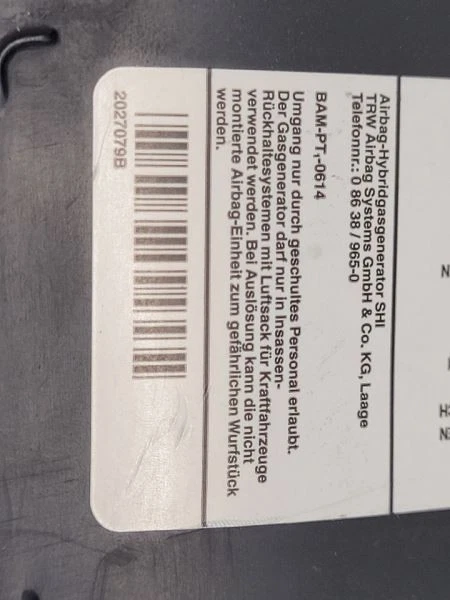 Airbag-Hybridgasgenerator SHI
TRW Airbag Systems GmbH & Co. KG, Laage
Telefonnr.: 0 86 38 / 965-0
BAM-PT₁-0614
Umgang nur durch geschultes Personal erlaubt.
Der Gasgenerator darf nur in Insassen-
Rückhaltesystemen mit Luftsack für Kraftfahrzeuge
verwendet werden. Bei Auslösung kann die nicht
montierte Airbag-Einheit zum gefährlichen Wurfstück
werden.
2027079B